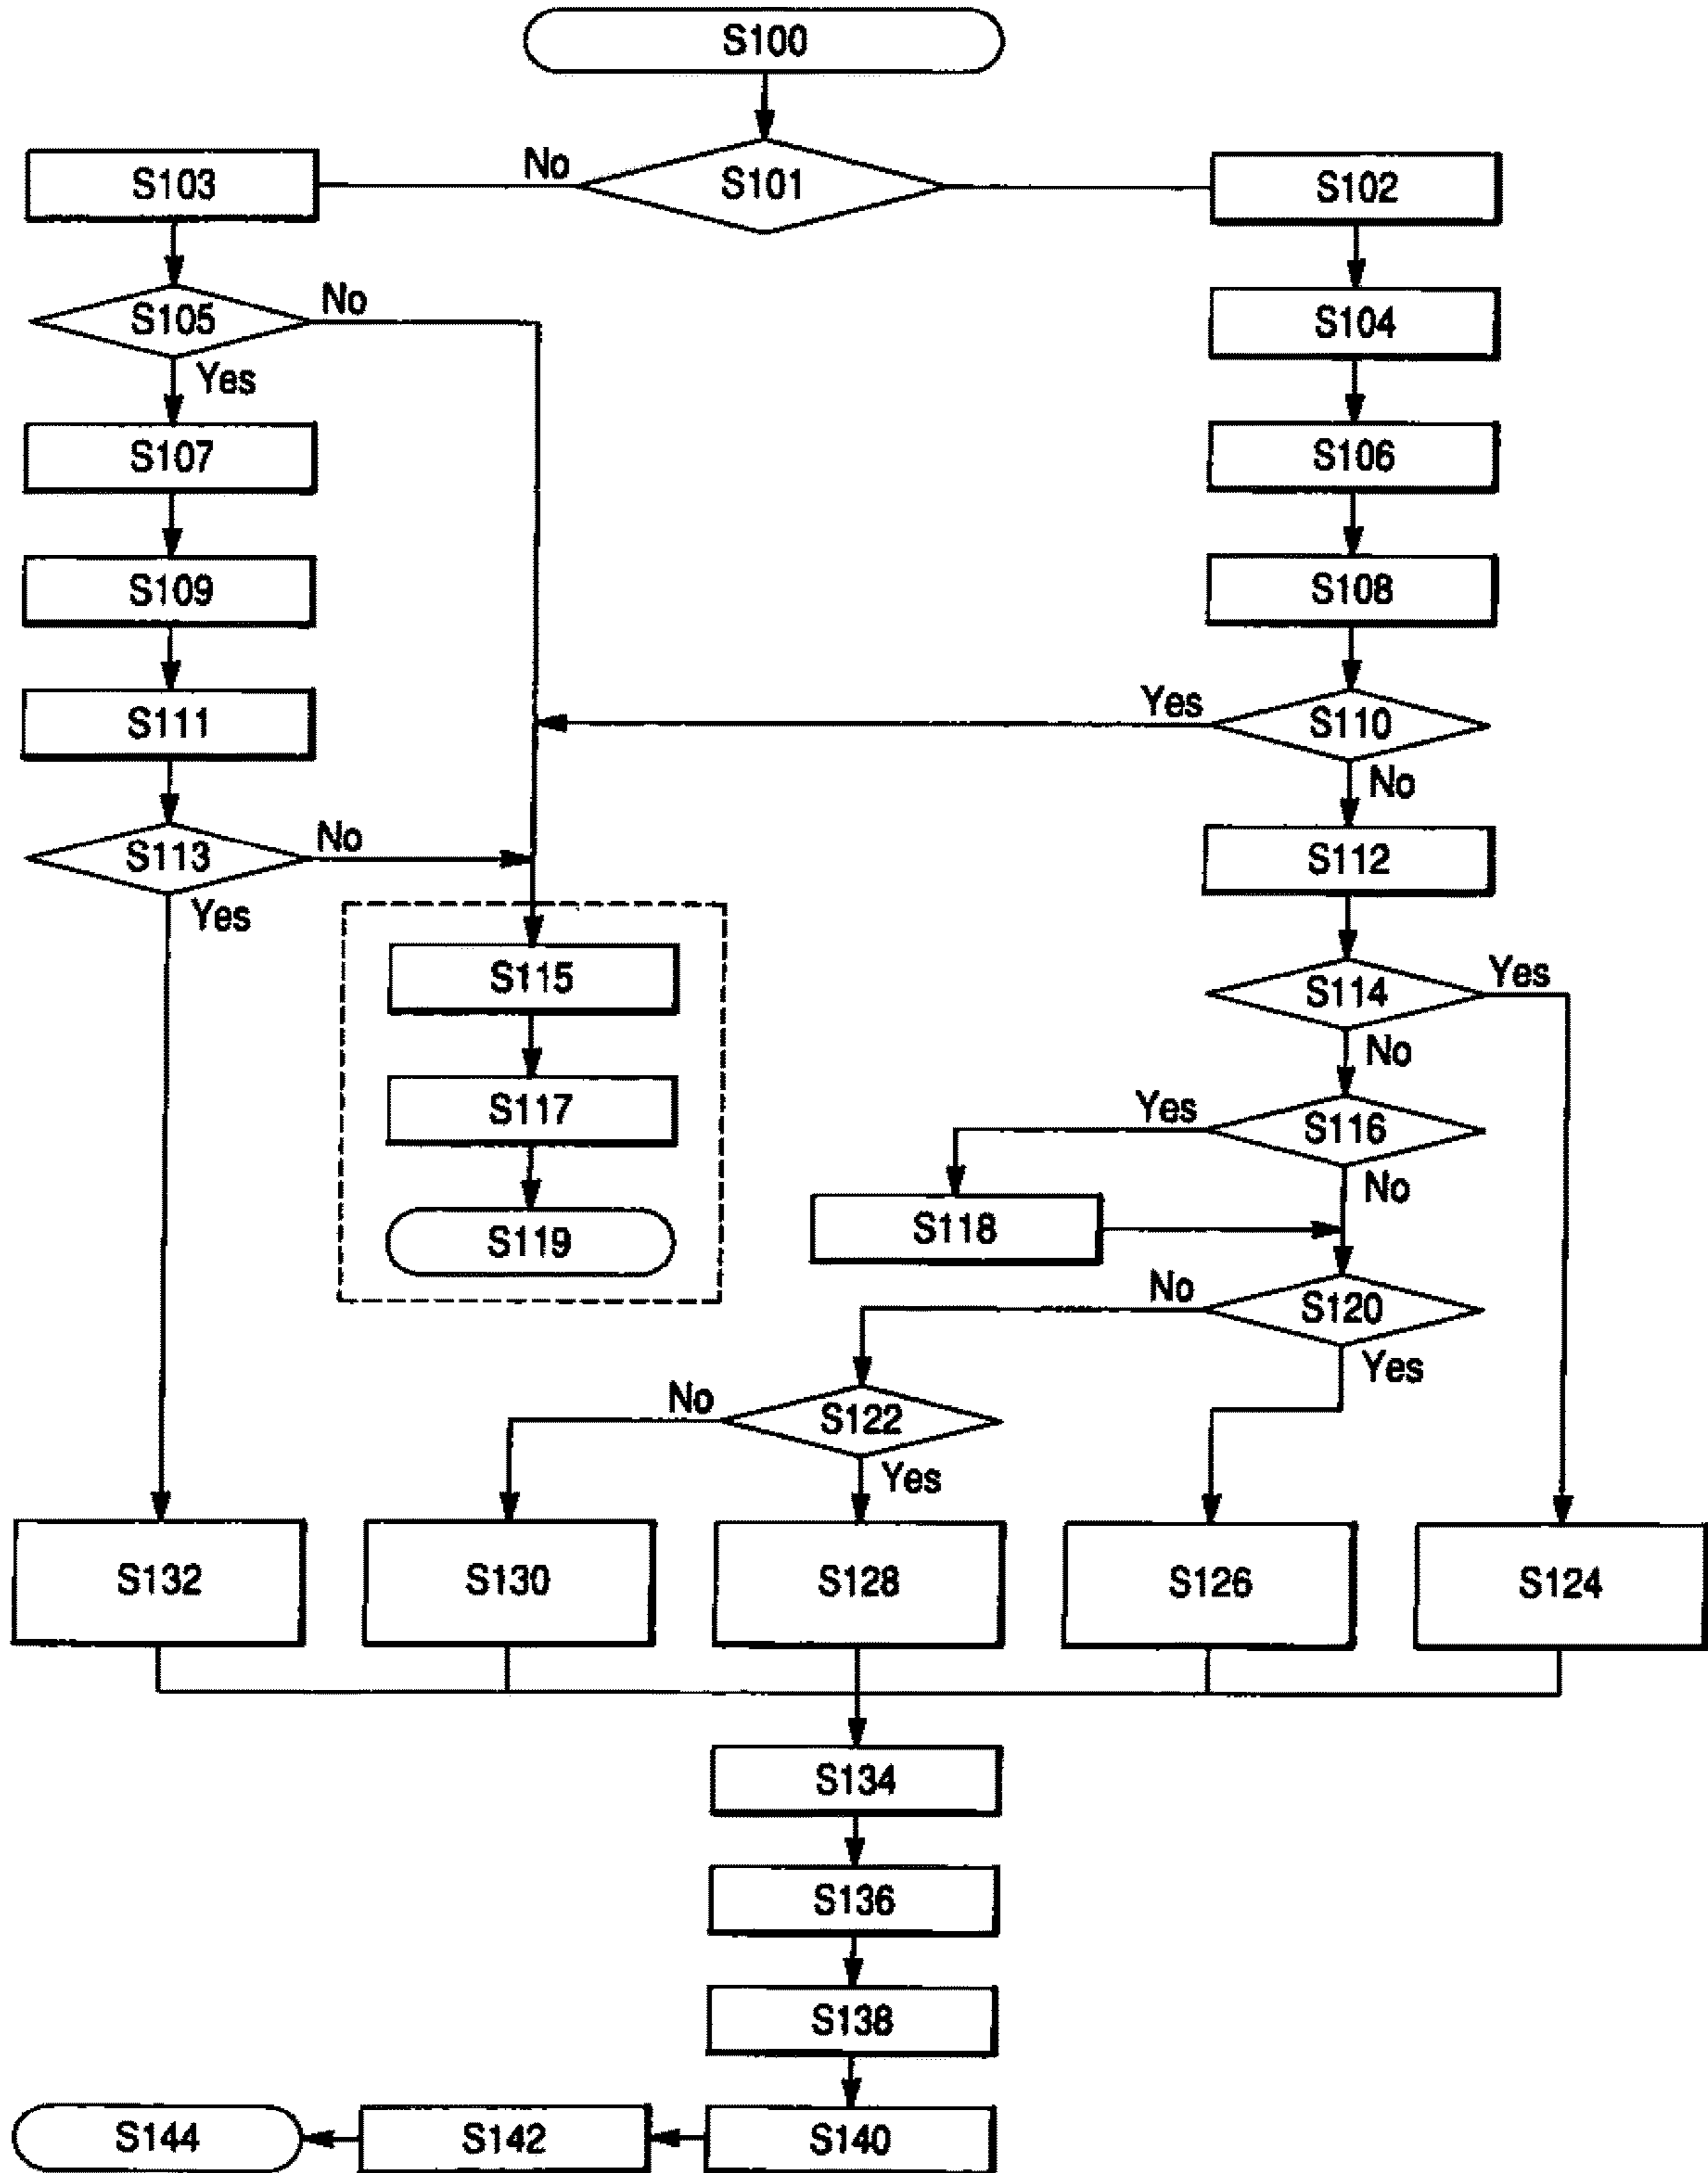 S100
No
S103
S101
S102
No
S105
S104
Yes
S107
S106
S109
S108
Yes
S111
S110
No
No
S113
S112
Yes
S115
Yes
S114
No
Yes
S117
S116
No
S118
S119
No
S120
Yes
No
S122
Yes
S132
S130
S128
S126
S124
S134
S136
S138
S144
S142
S140